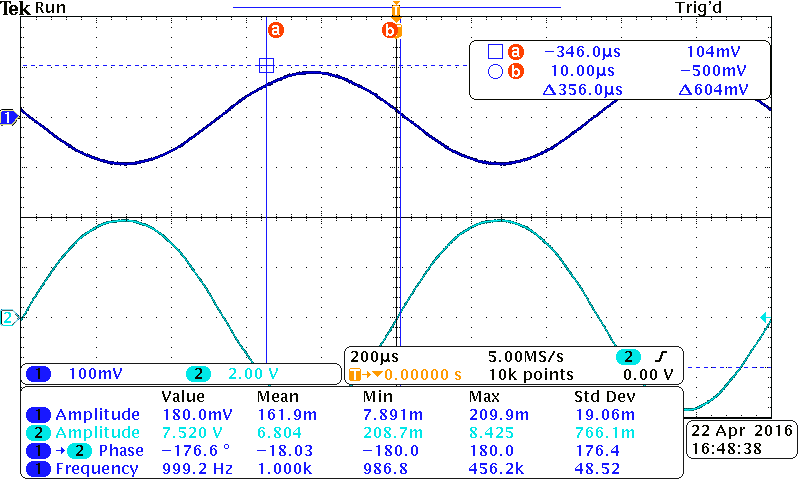 Tek Run Trig'd
T
a b
a −346.0µs 104mV
b 10.00µs −500mV
Δ356.0µs Δ604mV
1
2
1 100mV 2 2.00 V
200µs 5.00MS/s 2
T→▼0.00000 s 10k points 0.00 V
Value Mean Min Max Std Dev
1 Amplitude 180.0mV 161.9m 7.891m 209.9m 19.06m
2 Amplitude 7.520 V 6.804 208.7m 8.425 766.1m
1 → 2 Phase −176.6 ° −18.03 −180.0 180.0 176.4
1 Frequency 999.2 Hz 1.000k 986.8 456.2k 48.52
22 Apr 2016
16:48:38